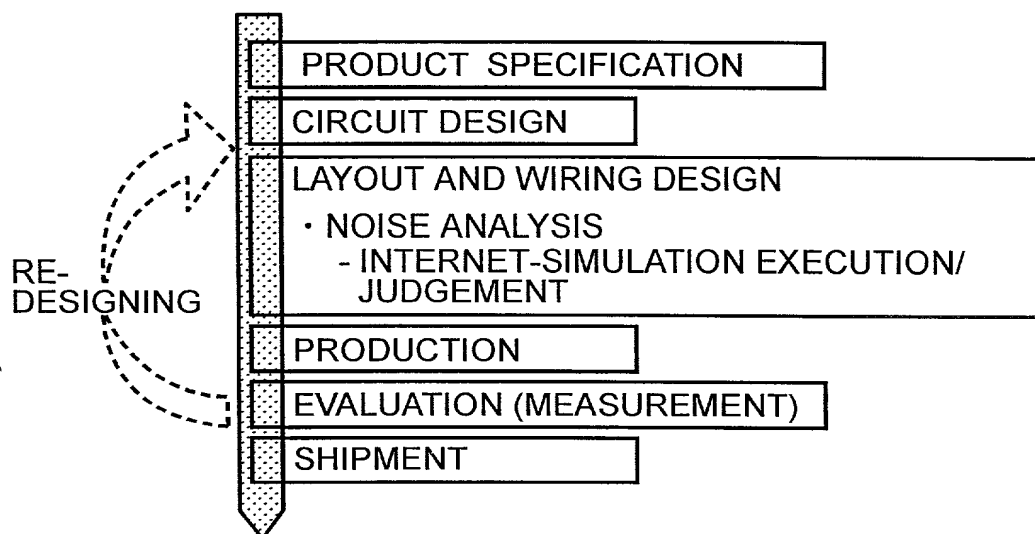 PRODUCT SPECIFICATION
CIRCUIT DESIGN
LAYOUT AND WIRING DESIGN
· NOISE ANALYSIS
- INTERNET-SIMULATION EXECUTION/
JUDGEMENT
RE-
DESIGNING
PRODUCTION
EVALUATION (MEASUREMENT)
SHIPMENT